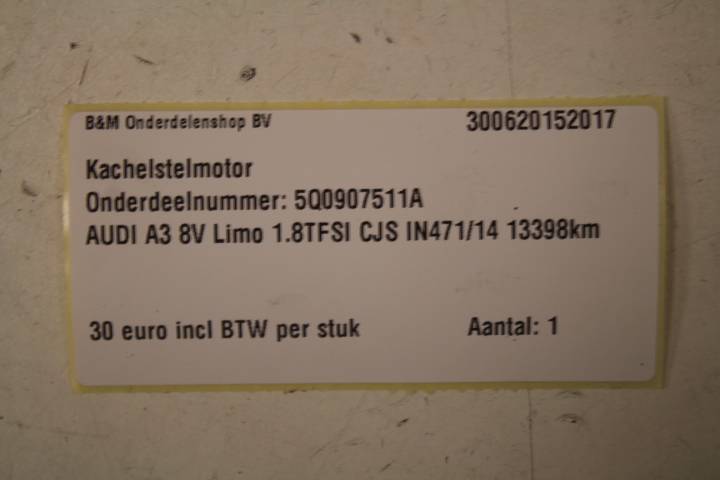 B&M Onderdelenshop BV 300620152017
Kachelstelmotor
Onderdeelnummer: 5Q0907511A
AUDI A3 8V Limo 1.8TFSI CJS IN471/14 13398km
30 euro incl BTW per stuk Aantal: 1